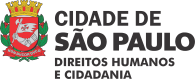 CIDADE DE
SÃO PAULO
DIREITOS HUMANOS
E CIDADANIA